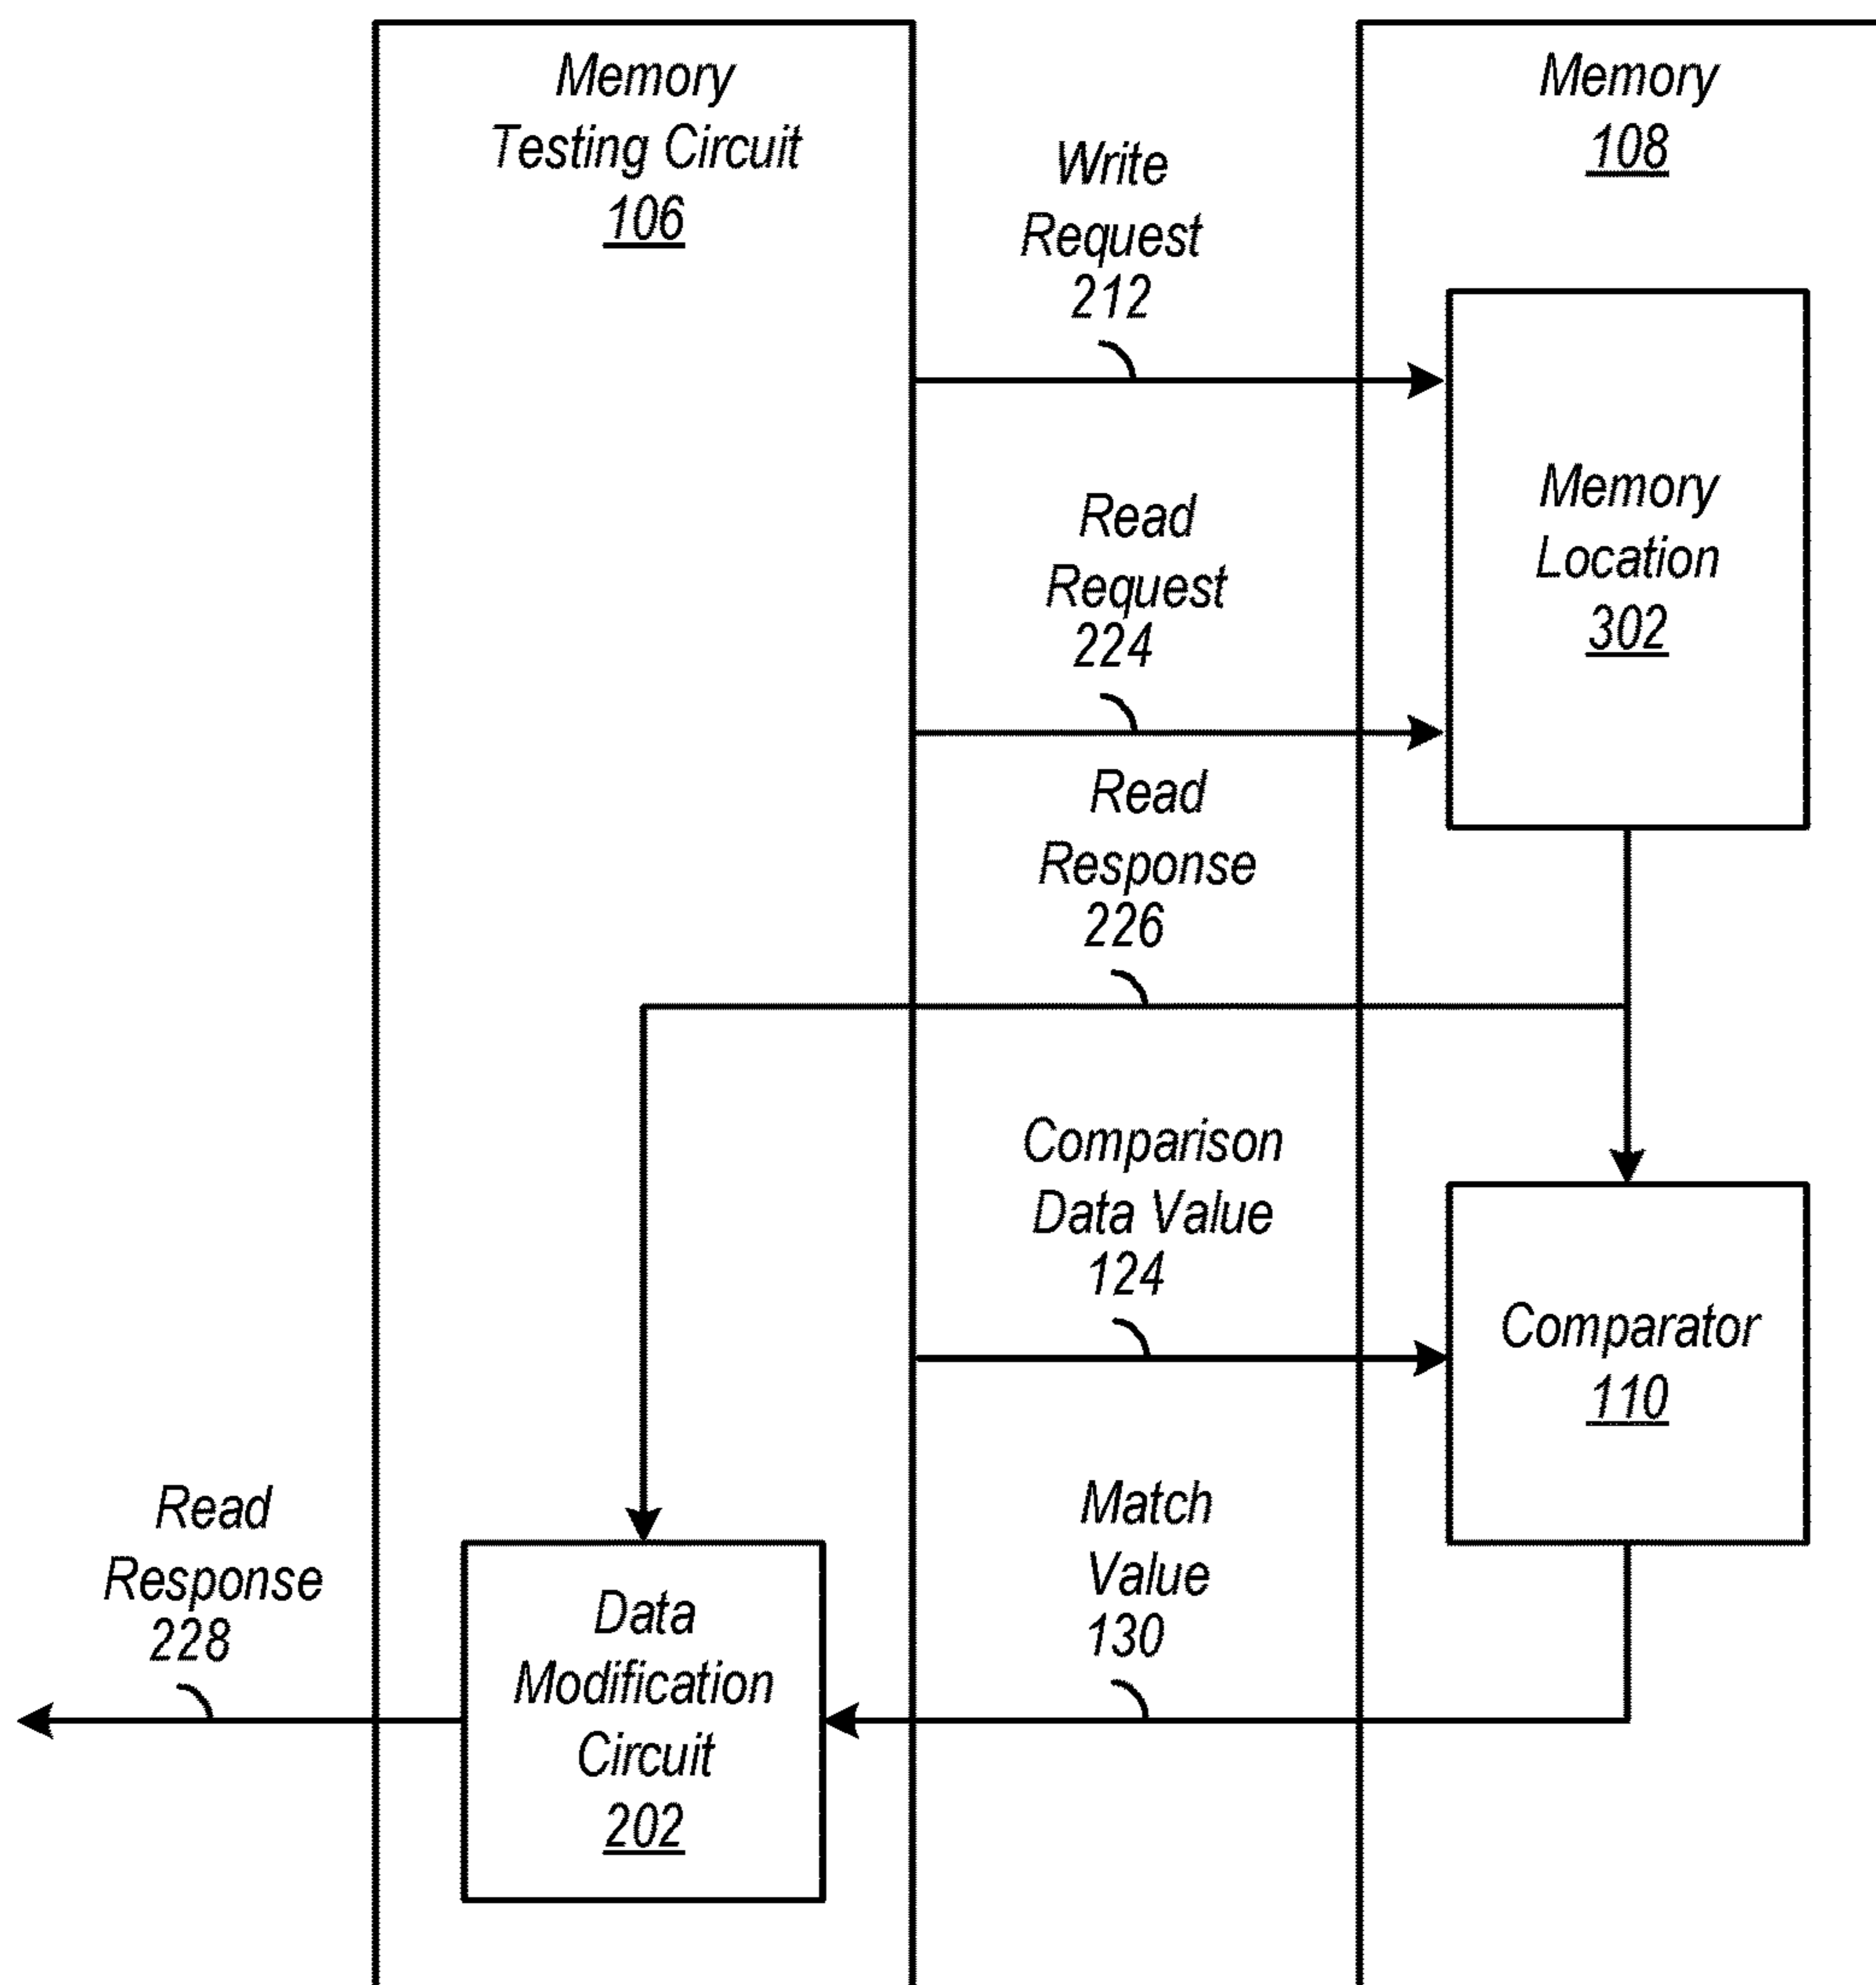 Memory
Testing Circuit
106
Memory
108
Write
Request
212
Memory
Location
302
Read
Request
224
Read
Response
226
Comparison
Data Value
124
Comparator
110
Match
Value
130
Read
Response
228
Data
Modification
Circuit
202